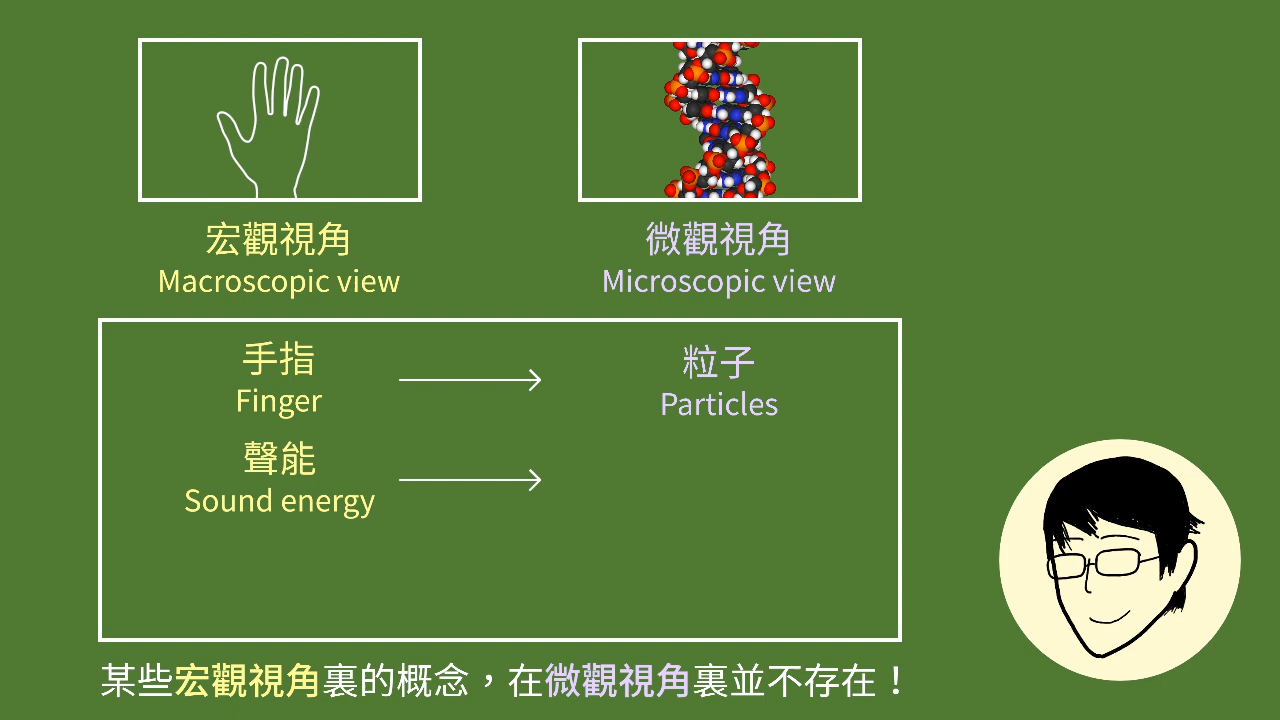 宏觀視角
Macroscopic view
微觀視角
Microscopic view
手指
Finger
粒子
Particles
聲能
Sound energy
某些宏觀視角裏的概念，在微觀視角裏並不存在！